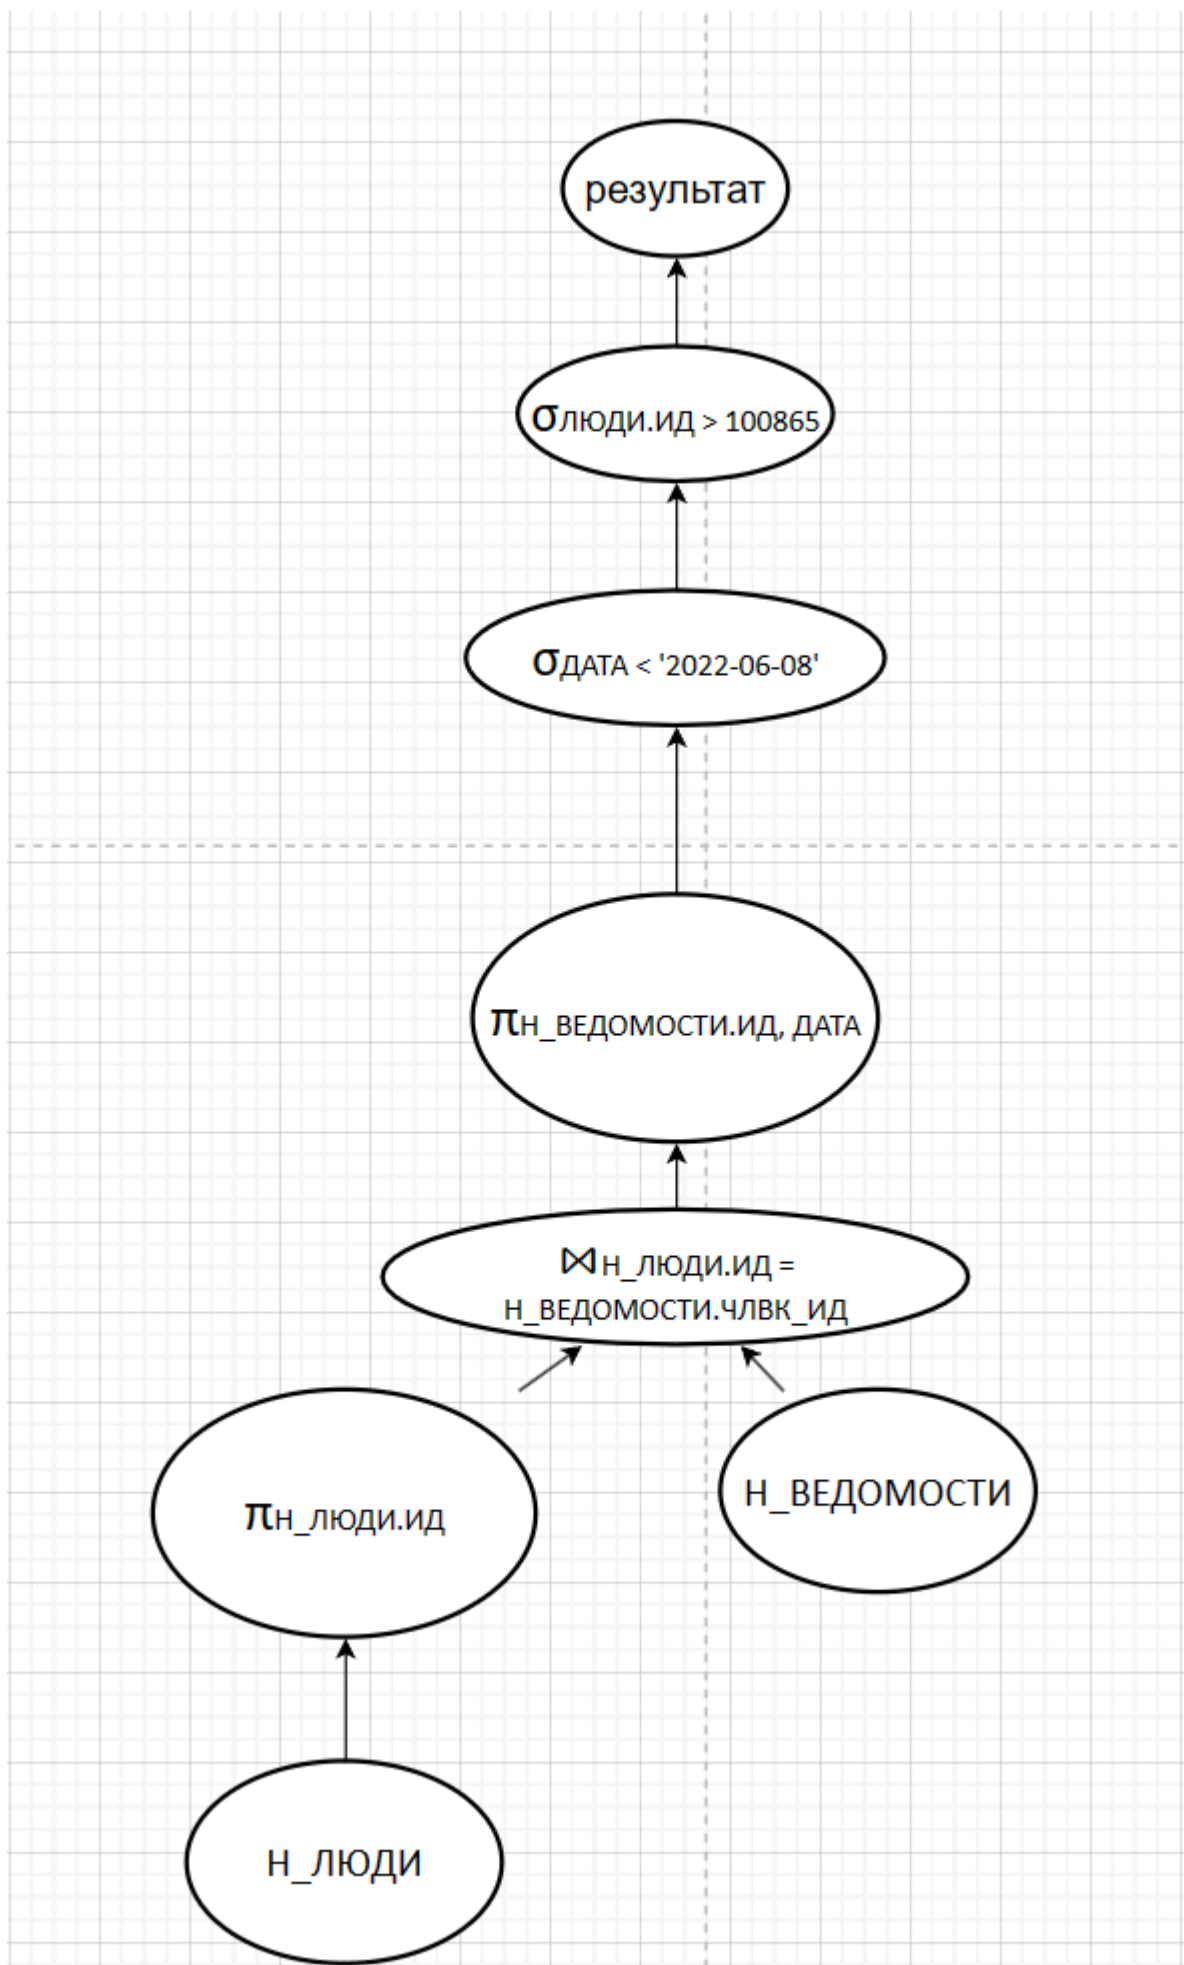 результат
σЛЮДИ.ИД > 100865
σДАТА < '2022-06-08'
πН_ВЕДОМОСТИ.ИД, ДАТА
⋈Н_ЛЮДИ.ИД =
Н_ВЕДОМОСТИ.ЧЛВК_ИД
πН_ЛЮДИ.ИД
Н_ВЕДОМОСТИ
Н_ЛЮДИ